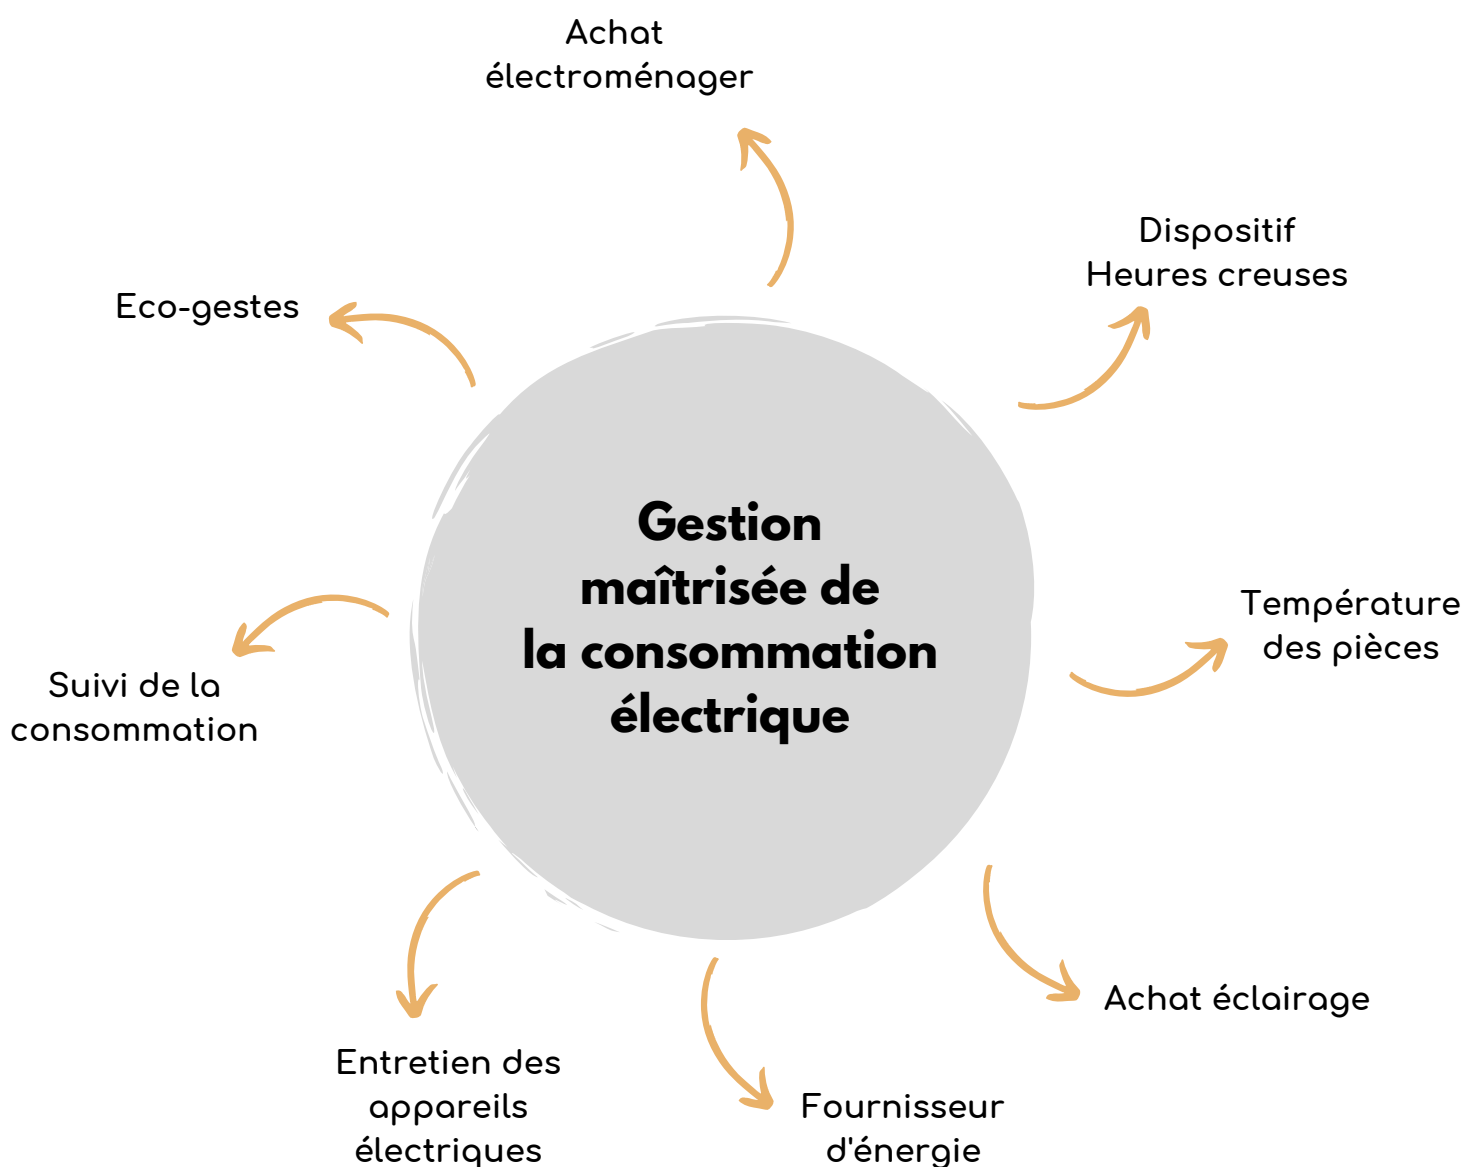 Achat
électroménager
Dispositif
Heures creuses
Eco-gestes
Gestion
maîtrisée de
la consommation
électrique
Température
des pièces
Suivi de la
consommation
Achat éclairage
Entretien des
appareils
électriques
Fournisseur
d'énergie